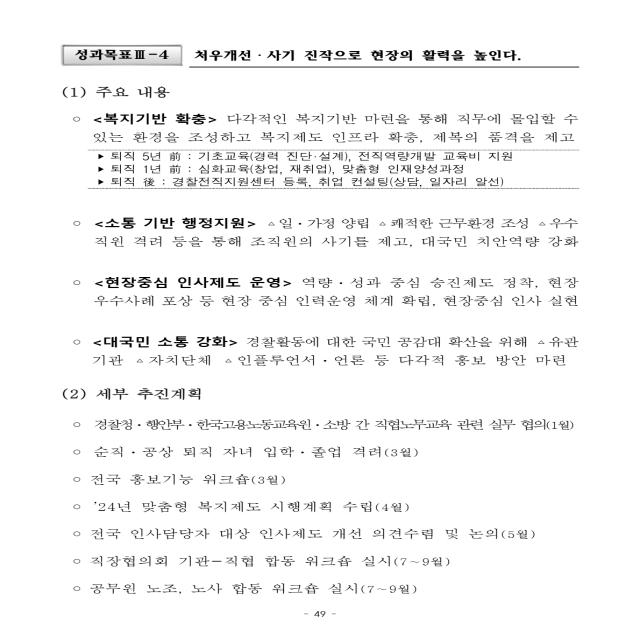 성과목표Ⅲ-4 처우개선·사기 진작으로 현장의 활력을 높인다.
(1) 주요 내용
○ <복지기반 확충> 다각적인 복지기반 마련을 통해 직무에 몰입할 수
있는 환경을 조성하고 복지제도 인프라 확충, 제복의 품격을 제고
▶ 퇴직 5년 前 : 기초교육(경력 진단·설계), 전직역량개발 교육비 지원
▶ 퇴직 1년 前 : 심화교육(창업, 재취업), 맞춤형 인재양성과정
▶ 퇴직 後 : 경찰전직지원센터 등록, 취업 컨설팅(상담, 일자리 알선)
○ <소통 기반 행정지원> △일·가정 양립 △쾌적한 근무환경 조성 △우수
직원 격려 등을 통해 조직원의 사기를 제고, 대국민 치안역량 강화
○ <현장중심 인사제도 운영> 역량·성과 중심 승진제도 정착, 현장
우수사례 포상 등 현장 중심 인력운영 체계 확립, 현장중심 인사 실현
○ <대국민 소통 강화> 경찰활동에 대한 국민 공감대 확산을 위해 △유관
기관 △자치단체 △인플루언서·언론 등 다각적 홍보 방안 마련
(2) 세부 추진계획
○ 경찰청·행안부·한국고용노동교육원·소방 간 직협노무교육 관련 실무 협의(1월)
○ 순직·공상 퇴직 자녀 입학·졸업 격려(3월)
○ 전국 홍보기능 워크숍(3월)
○ '24년 맞춤형 복지제도 시행계획 수립(4월)
○ 전국 인사담당자 대상 인사제도 개선 의견수렴 및 논의(5월)
○ 직장협의회 기관-직협 합동 워크숍 실시(7~9월)
○ 공무원 노조, 노사 합동 워크숍 실시(7~9월)
- 49 -